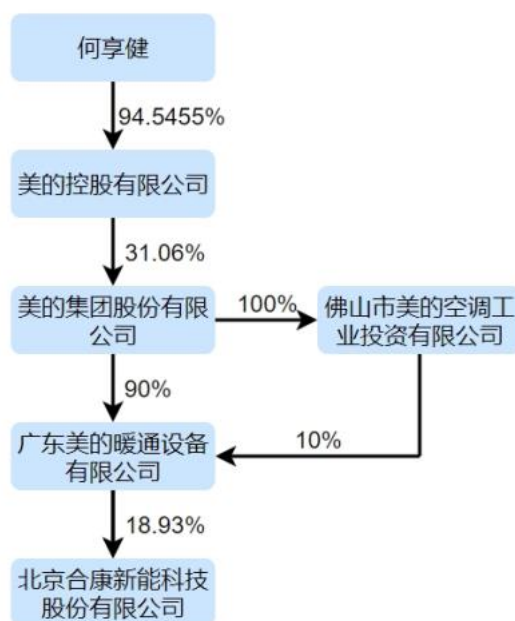 何享健
94.5455%
美的控股有限公司
31.06%
美的集团股份有限
公司
100%
佛山市美的空调工
业投资有限公司
90%
10%
广东美的暖通设备
有限公司
18.93%
北京合康新能科技
股份有限公司